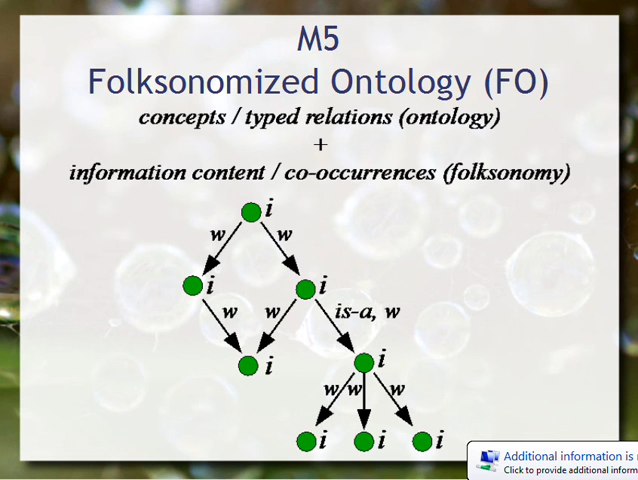 M5
Folksonomized Ontology (FO)
concepts / typed relations (ontology)
+
information content / co-occurrences (folksonomy)
i
w w
i i
w w is-a, w
i i
w w w
i i i
Additional information is
Click to provide additional